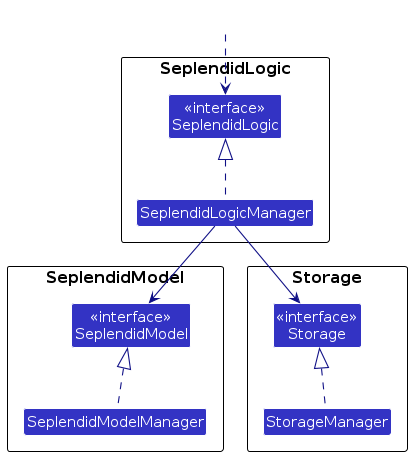 SeplendidLogic
«interface»
SeplendidLogic
SeplendidLogicManager
SeplendidModel
Storage
«interface»
SeplendidModel
«interface»
Storage
SeplendidModelManager
StorageManager